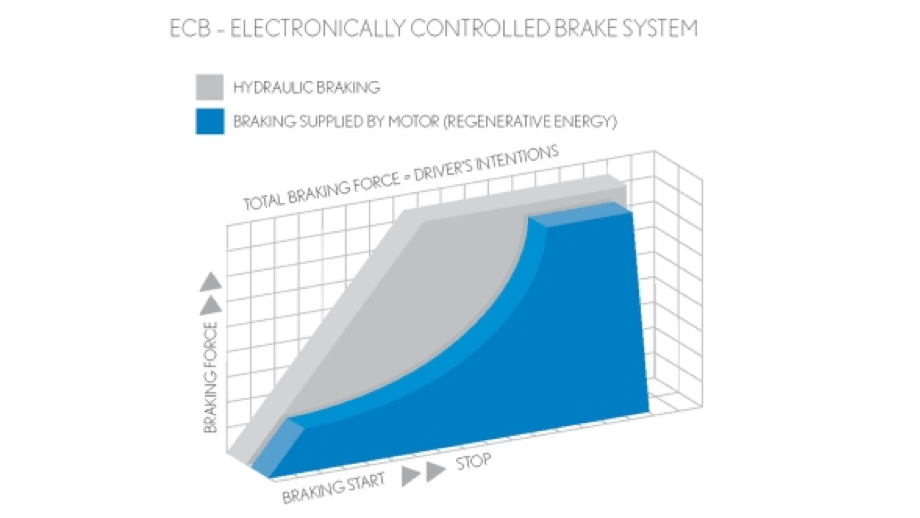 ECB - ELECTRONICALLY CONTROLLED BRAKE SYSTEM
HYDRAULIC BRAKING
BRAKING SUPPLIED BY MOTOR (REGENERATIVE ENERGY)
TOTAL BRAKING FORCE = DRIVER'S INTENTIONS
BRAKING FORCE
BRAKING START
STOP